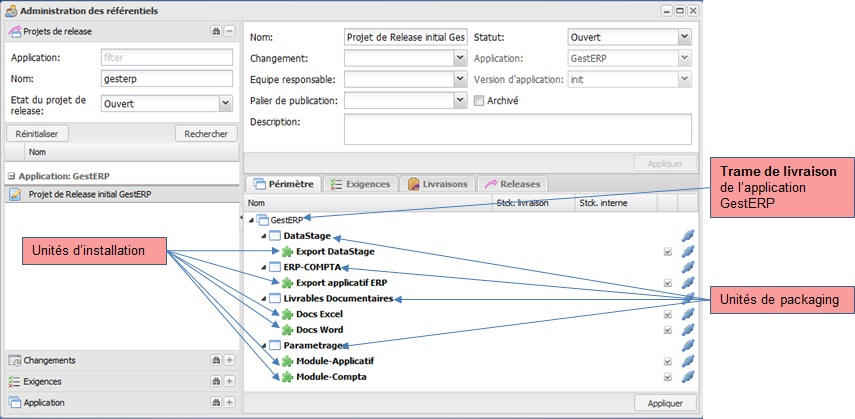 Administration des référentiels
Projets de release
Application:
filter
Nom:
gesterp
Etat du projet de release:
Ouvert
Réinitialiser
Rechercher
Nom
Application: GestERP
Projet de Release initial GestERP
Changements
Exigences
Application
Nom:
Projet de Release initial Ges
Statut:
Ouvert
Changement:
Application:
GestERP
Equipe responsable:
Version d'application:
init
Palier de publication:
Archivé
Description:
Appliquer
Périmètre
Exigences
Livraisons
Releases
Nom
Stck. livraison
Stck. interne
GestERP
DataStage
Export DataStage
ERP-COMPTA
Export applicatif ERP
Livrables Documentaires
Docs Excel
Docs Word
Parametrage
Module-Applicatif
Module-Compta
Appliquer
Unités d'installation
Trame de livraison
de l'application
GestERP
Unités de packaging